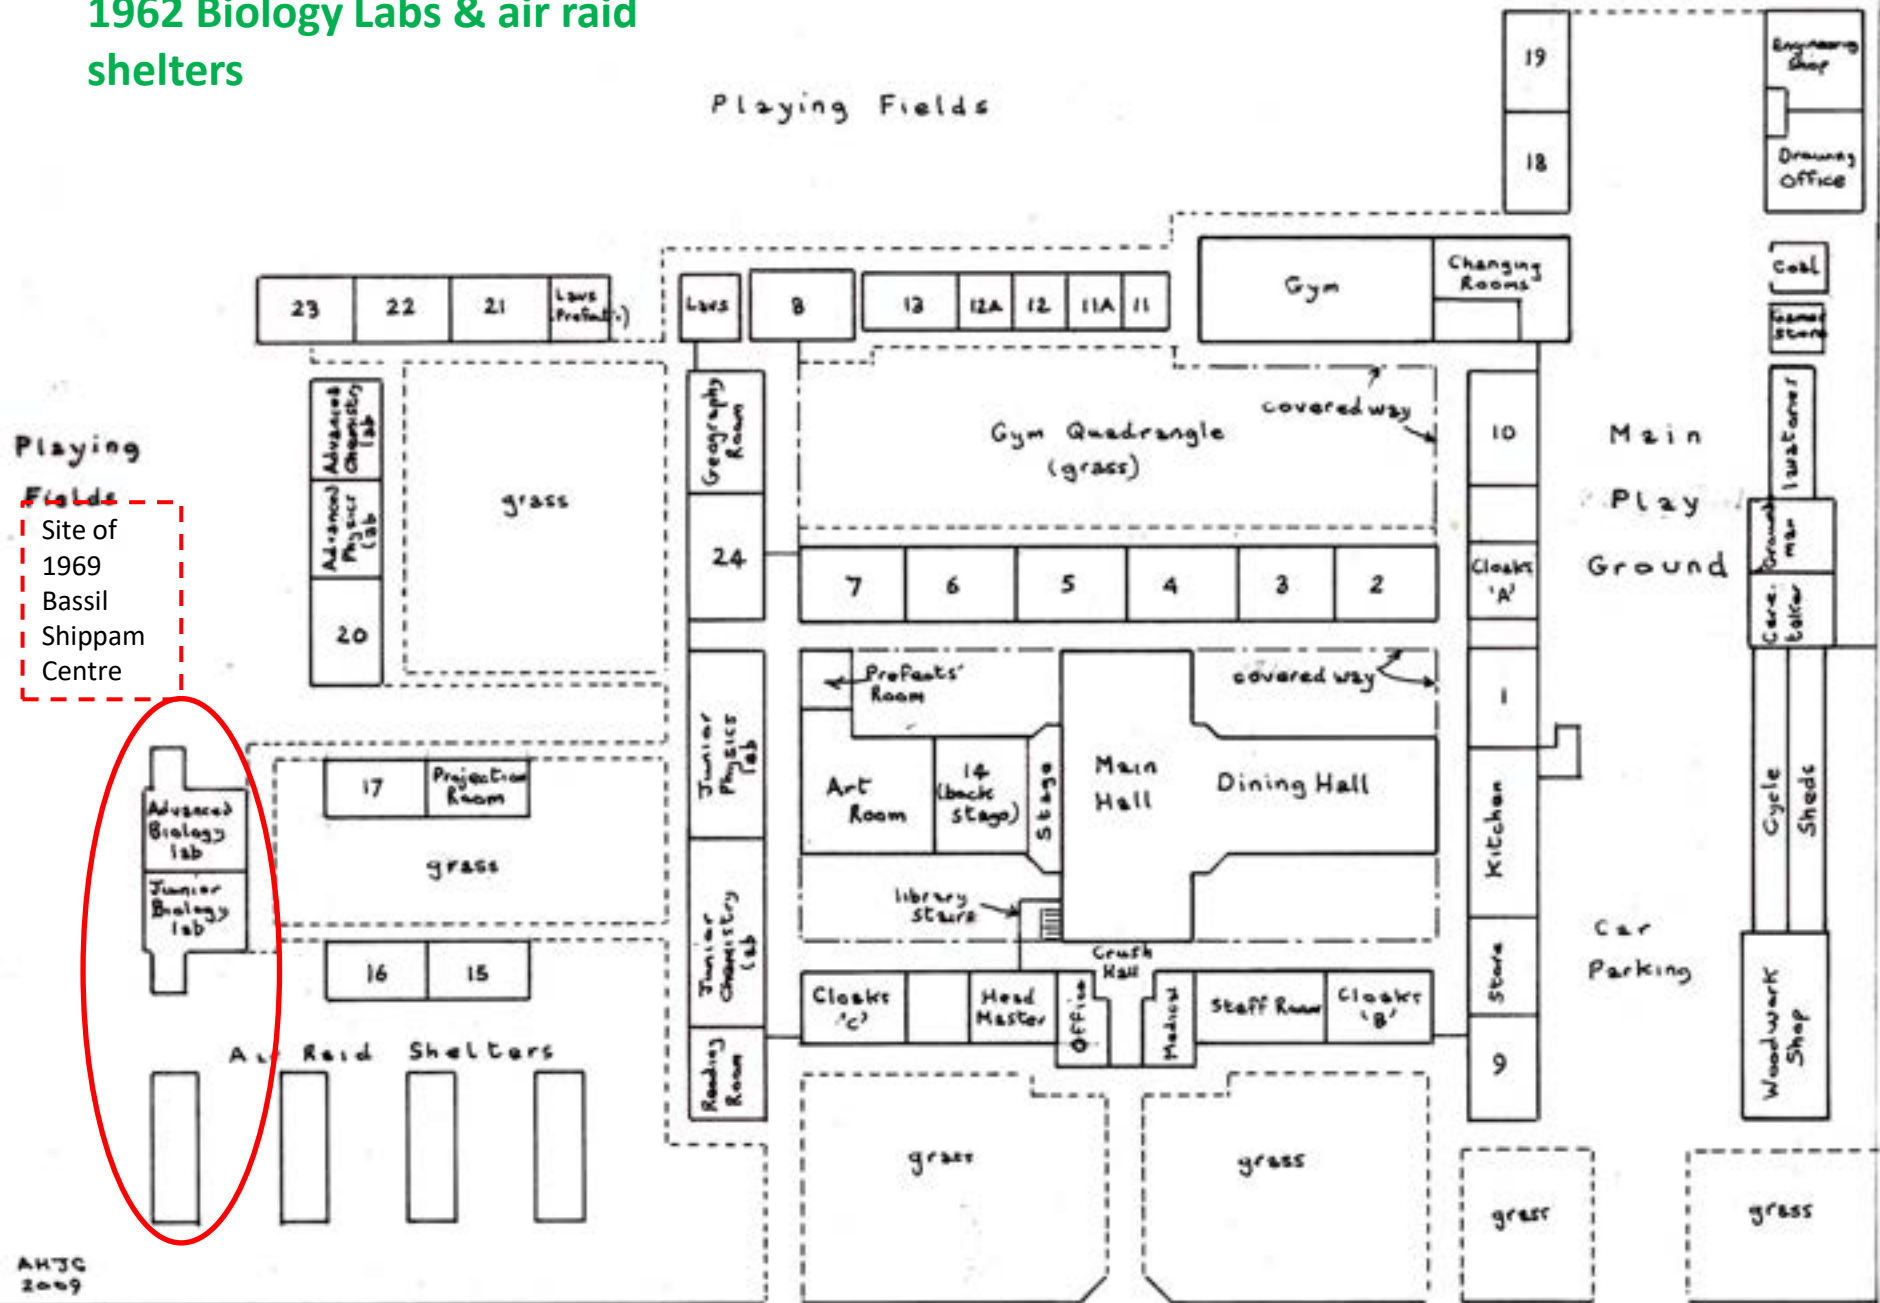 1962 Biology Labs & air raid
shelters
Playing Fields
19
18
Engineering
Shop
Drawing
Office
Coal
Games
Store
23
22
21
Lavs
(Prefects)
Lavs
8
13
12A
12
11A
11
Gym
Changing
Rooms
Advanced
Chemistry
lab
Advanced
Physics
Lab
20
grass
Geography
Room
24
Gym Quadrangle
(grass)
covered way
10
Cloaks
'A'
Main
Play
Ground
lavatories
Grounds
man
Care.
taker
Playing
Fields
Site of
1969
Bassil
Shippam
Centre
7
6
5
4
3
2
Prefects'
Room
covered way
1
Junior
Physics
lab
Art
Room
14
(back
stage)
Stage
Main
Hall
Dining Hall
Kitchen
Cycle
Sheds
Advanced
Biology
lab
Junior
Biology
lab
17
Projection
Room
grass
16
15
Junior
Chemistry
Lab
library
stairs
Crush
Hall
Store
Car
Parking
Cloaks
'C'
Head
Master
Office
Medical
Staff Room
Cloaks
'B'
9
Woodwork
Shop
Reading
Room
Air Raid Shelters
grass
grass
grass
grass
AHJG
2009